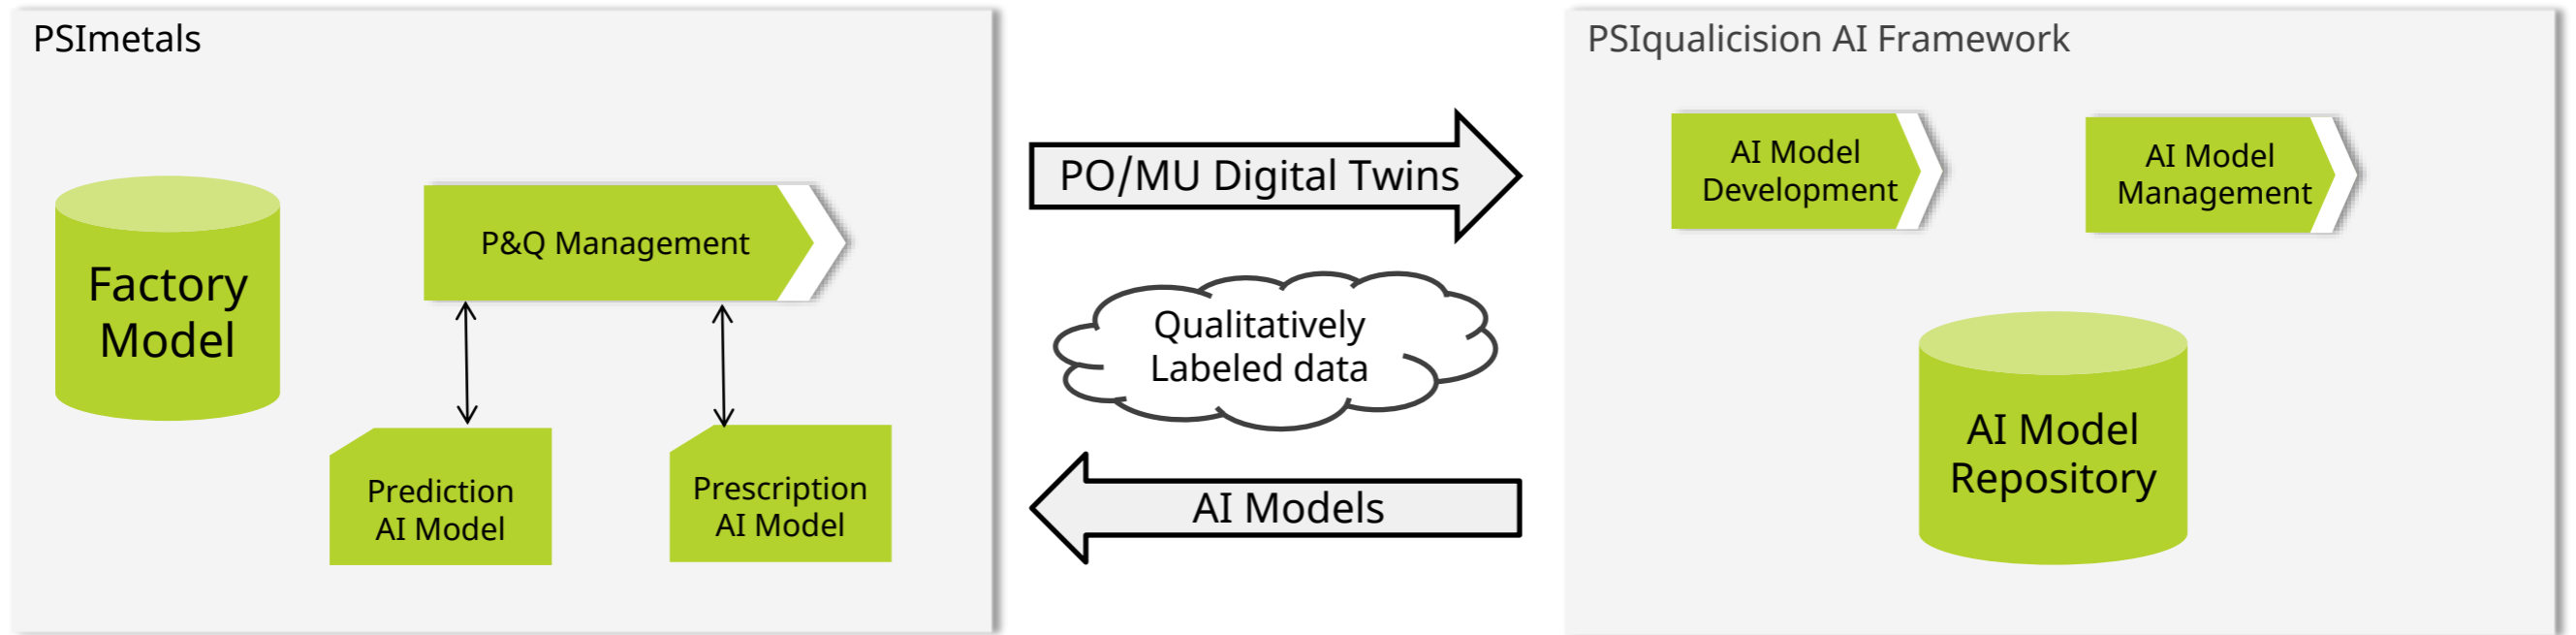 PSImetals
Factory
Model
P&Q Management
Prediction
AI Model
Prescription
AI Model
PO/MU Digital Twins
Qualitatively
Labeled data
AI Models
PSIqualicision AI Framework
AI Model
Development
AI Model
Management
AI Model
Repository